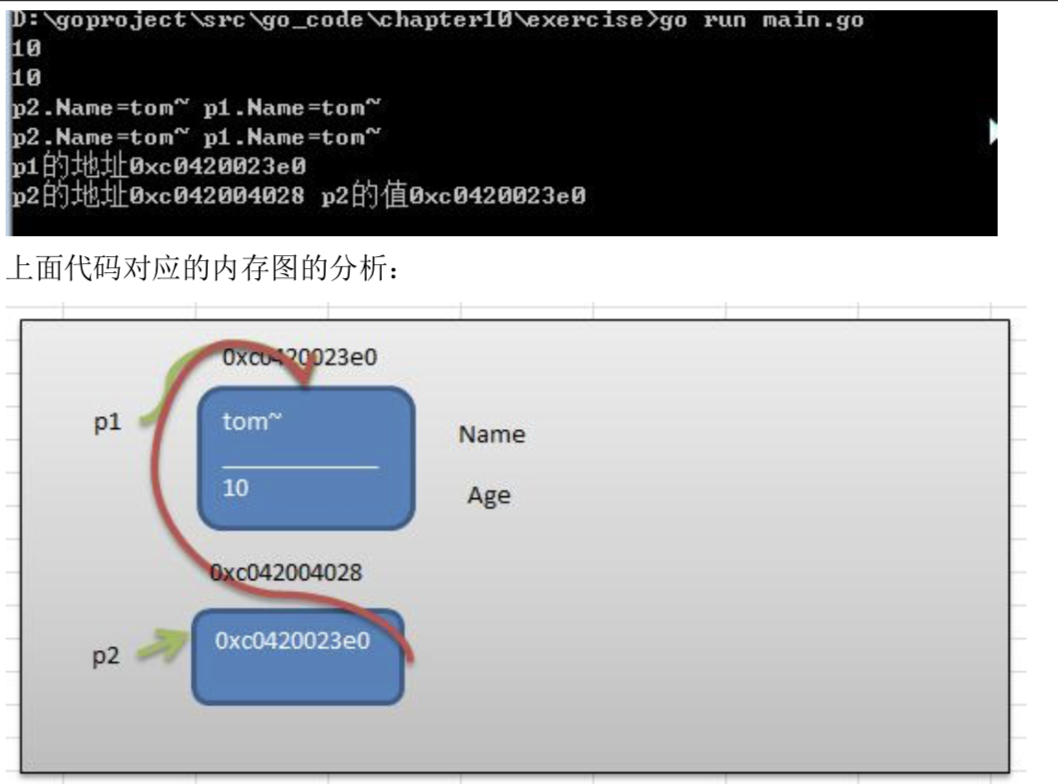 D:\goproject\src\go_code\chapter10\exercise>go run main.go
10
10
p2.Name=tom~ p1.Name=tom~
p2.Name=tom~ p1.Name=tom~
p1的地址0xc0420023e0
p2的地址0xc042004028 p2的值0xc0420023e0
上面代码对应的内存图的分析：
0xc0420023e0
p1
tom~
Name
10
Age
0xc042004028
p2
0xc0420023e0